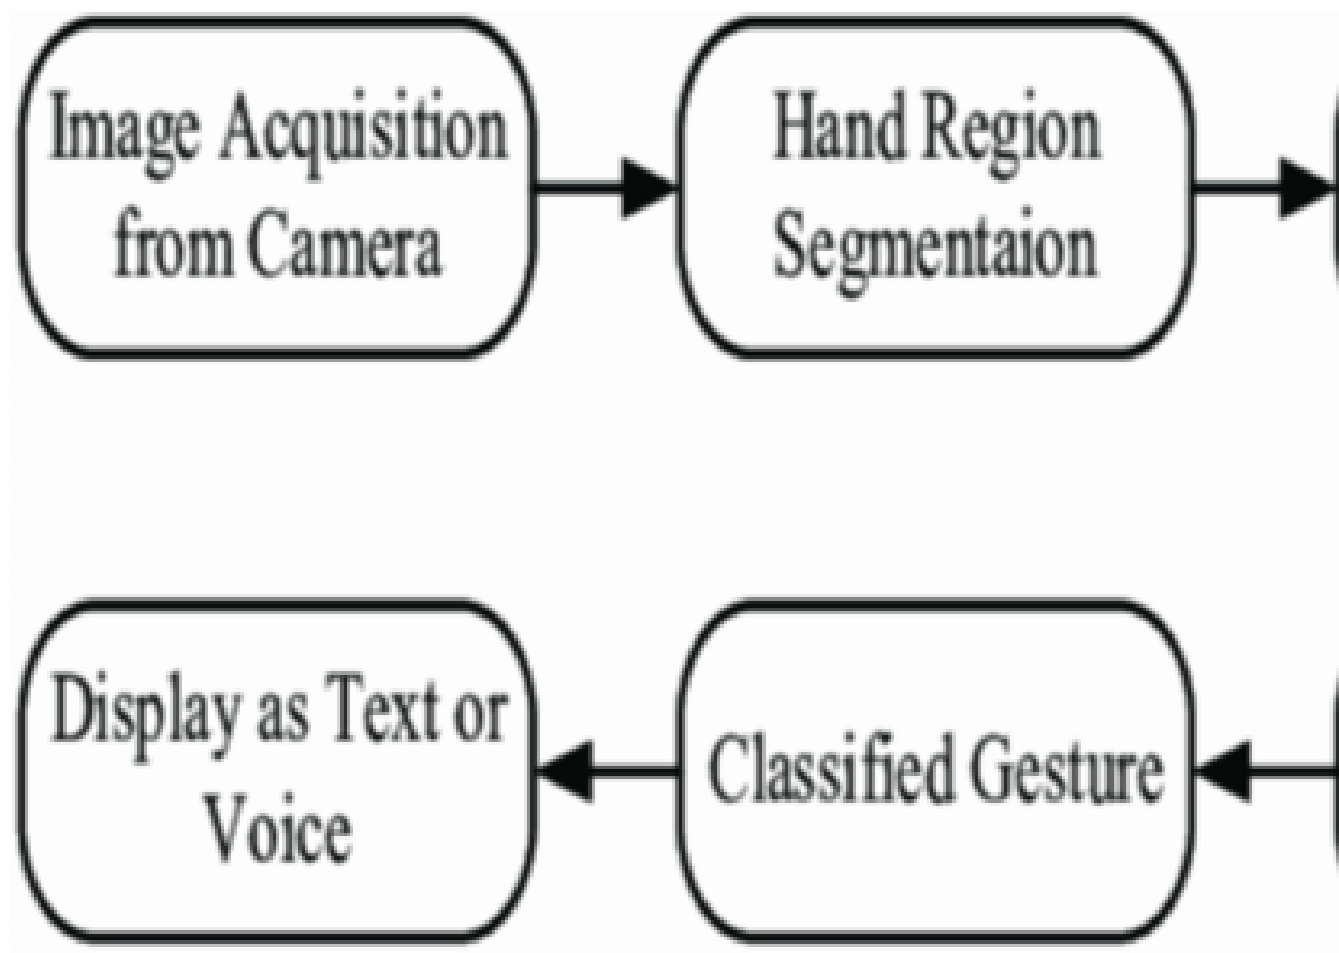 Image Acquisition
from Camera
Hand Region
Segmentaion
Display as Text or
Voice
Classified Gesture